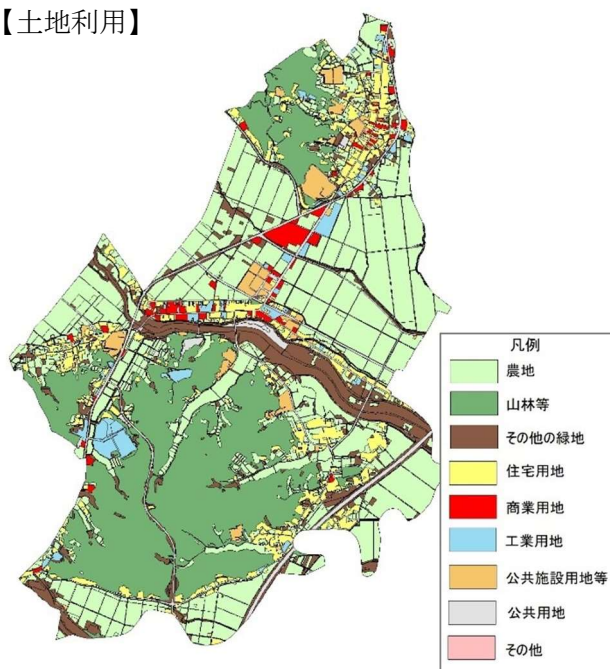 【土地利用】
凡例
農地
山林等
その他の緑地
住宅用地
商業用地
工業用地
公共施設用地等
公共用地
その他